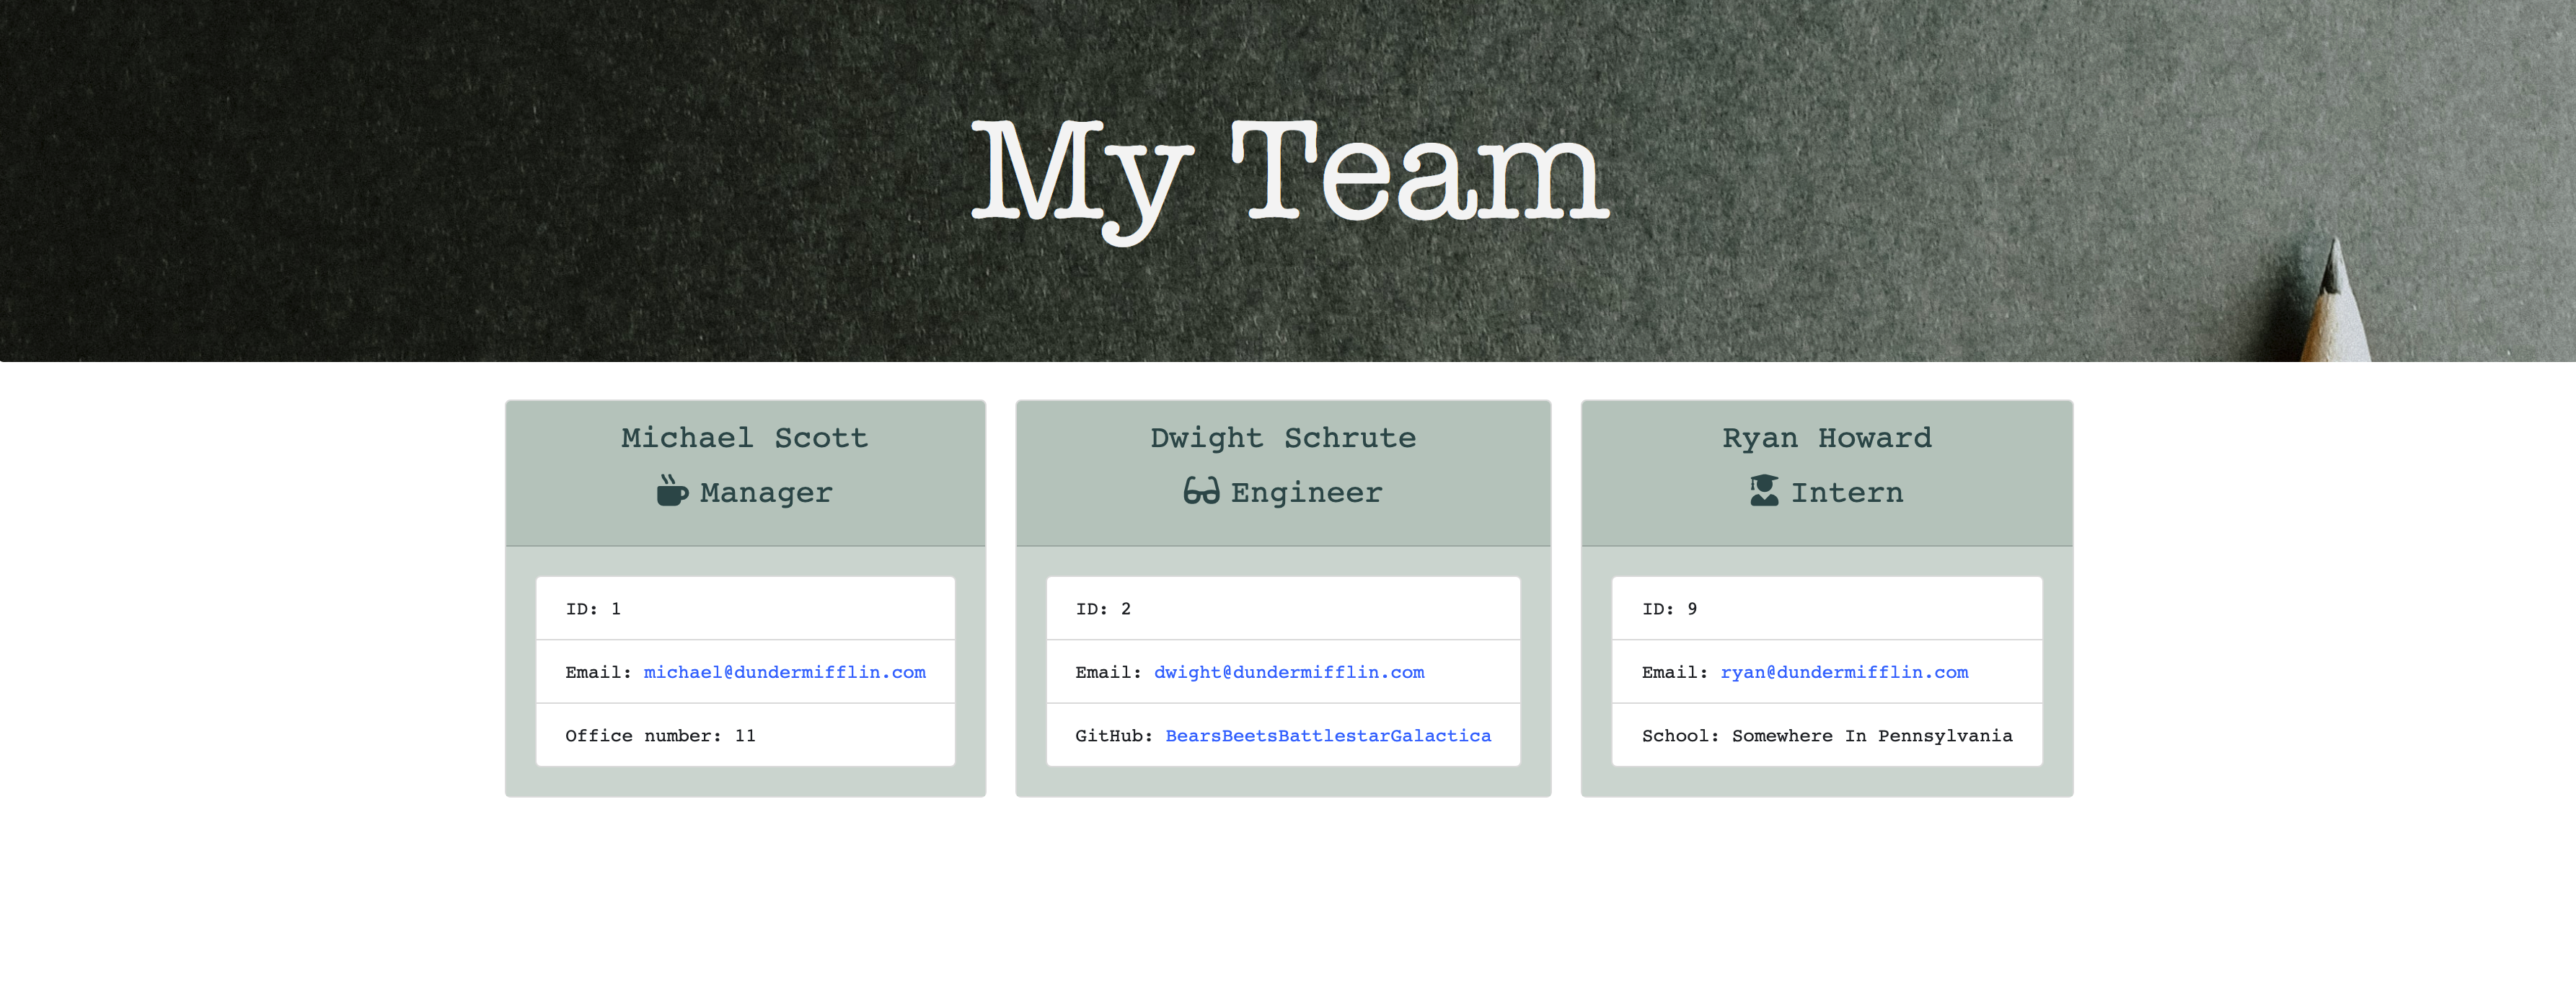 My Team
Michael Scott
Manager
ID: 1
Email: michael@dundermifflin.com
Office number: 11
Dwight Schrute
Engineer
ID: 2
Email: dwight@dundermifflin.com
GitHub: BearsBeetsBattlestarGalactica
Ryan Howard
Intern
ID: 9
Email: ryan@dundermifflin.com
School: Somewhere In Pennsylvania